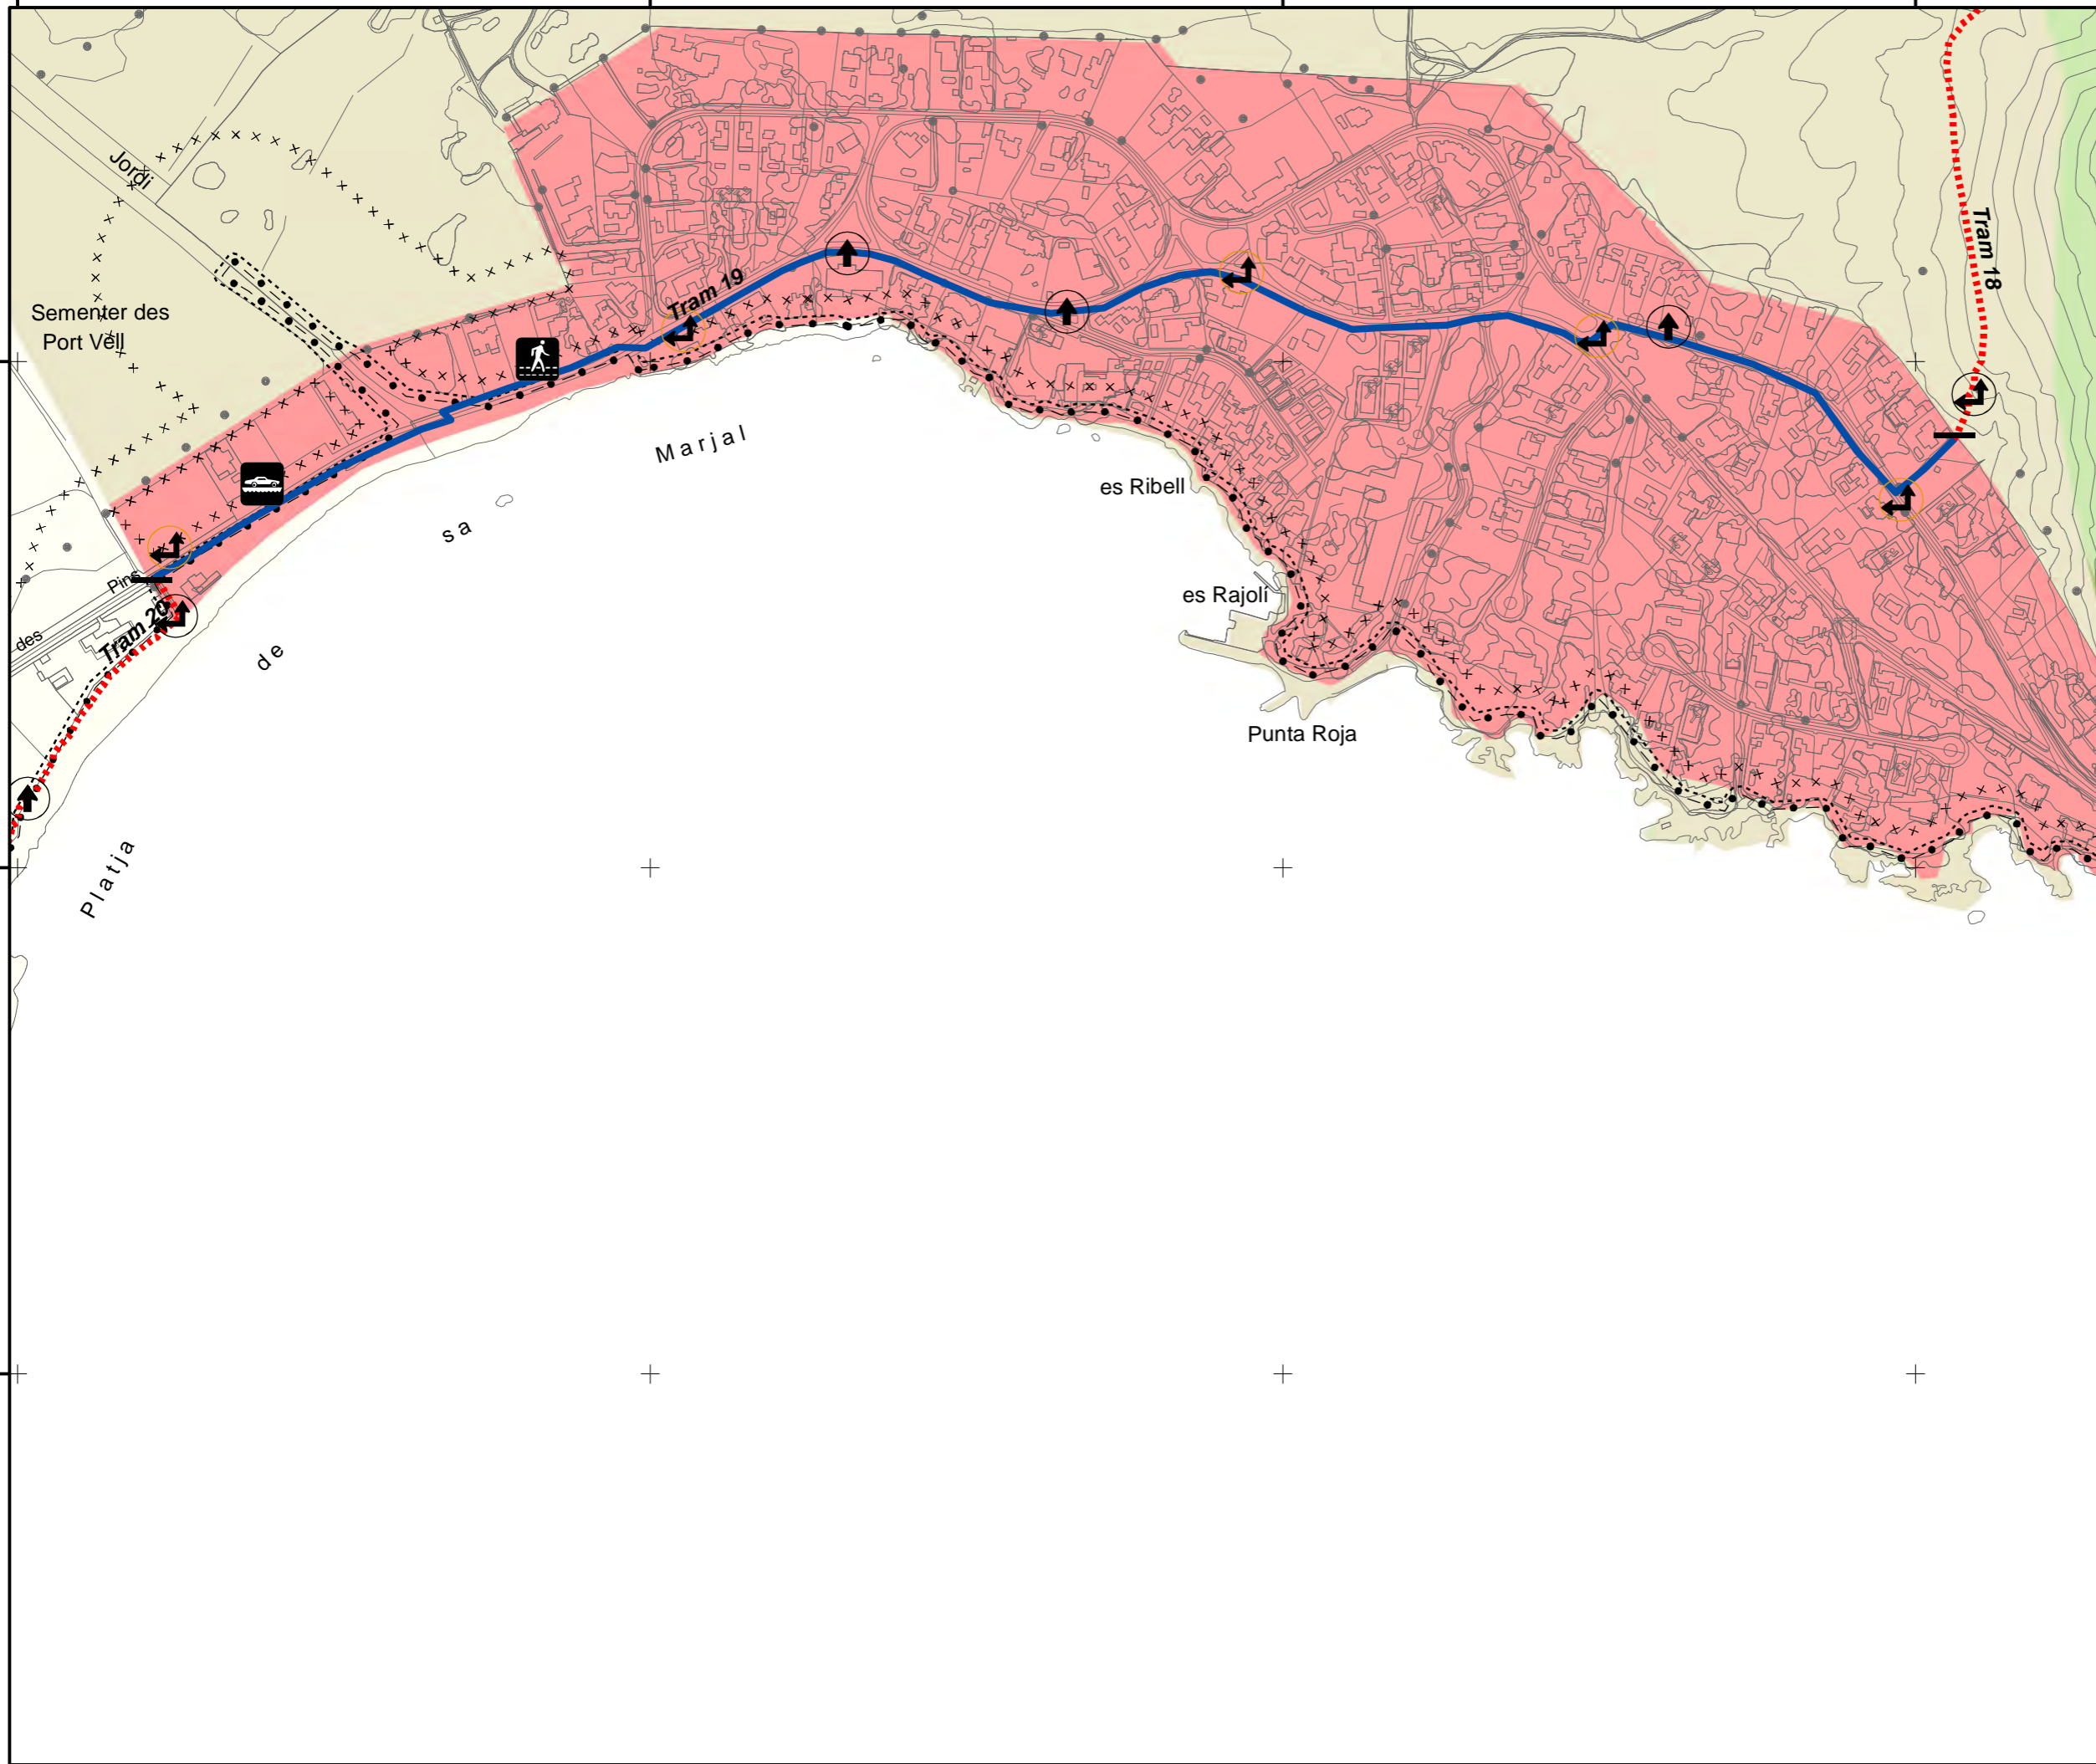 Jordi
Tram 18
Tram 19
Sementer des
Port Vell
Marjal
es Ribell
sa
Pins
es Rajolí
Tram 20
des
de
Punta Roja
Platja